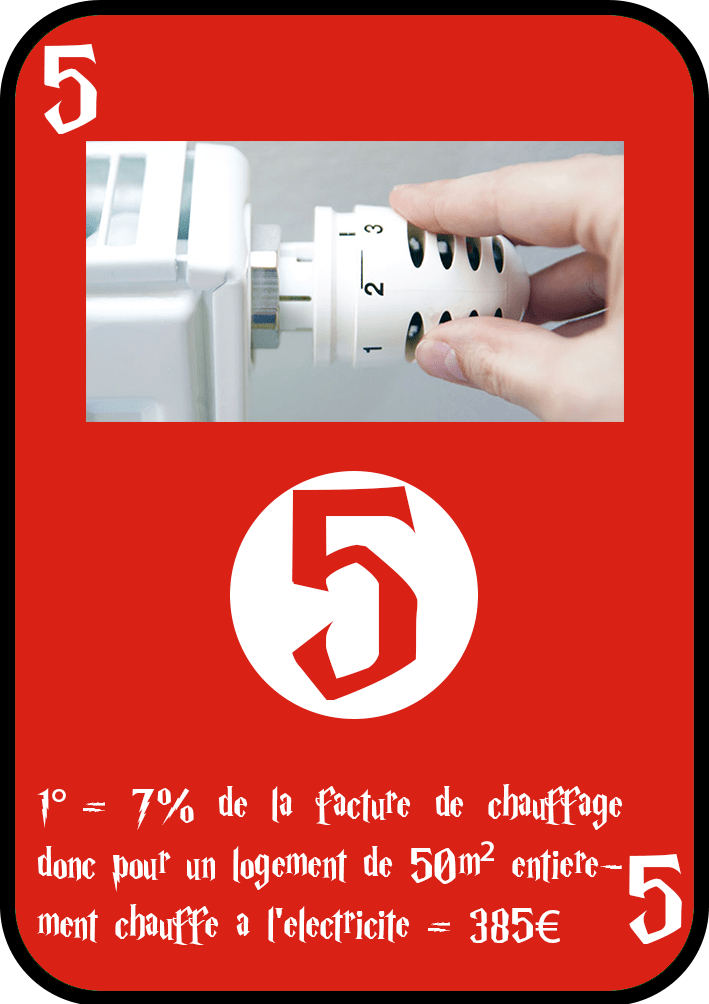 5
3
2
1
5
1° = 7% de la facture de chauffage
donc pour un logement de 50m² entiere-
ment chauffe a l'electricite = 385€
5